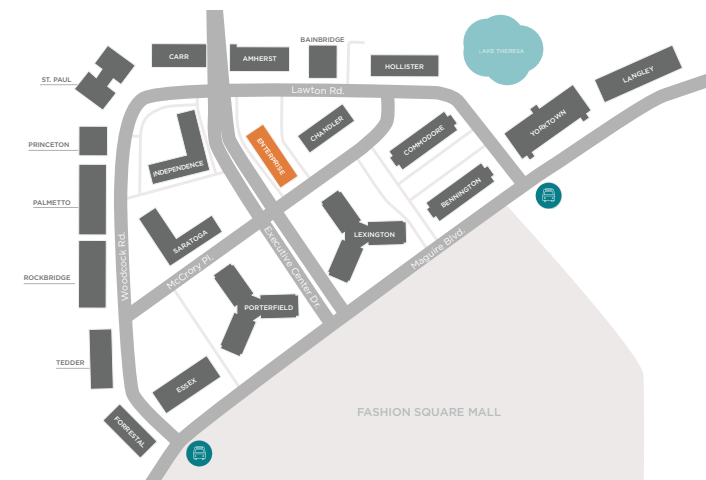 BAINBRIDGE
CARR
AMHERST
HOLLISTER
LAKE THERESA
LANGLEY
ST. PAUL
Lawton Rd.
YORKTOWN
CHANDLER
COMMODORE
PRINCETON
ENTERPRISE
INDEPENDENCE
BENNINGTON
PALMETTO
SARATOGA
LEXINGTON
Woodcock Rd.
McCrory Pl.
Executive Center Dr.
Maguire Blvd.
ROCKBRIDGE
PORTERFIELD
TEDDER
ESSEX
FORRESTAL
FASHION SQUARE MALL